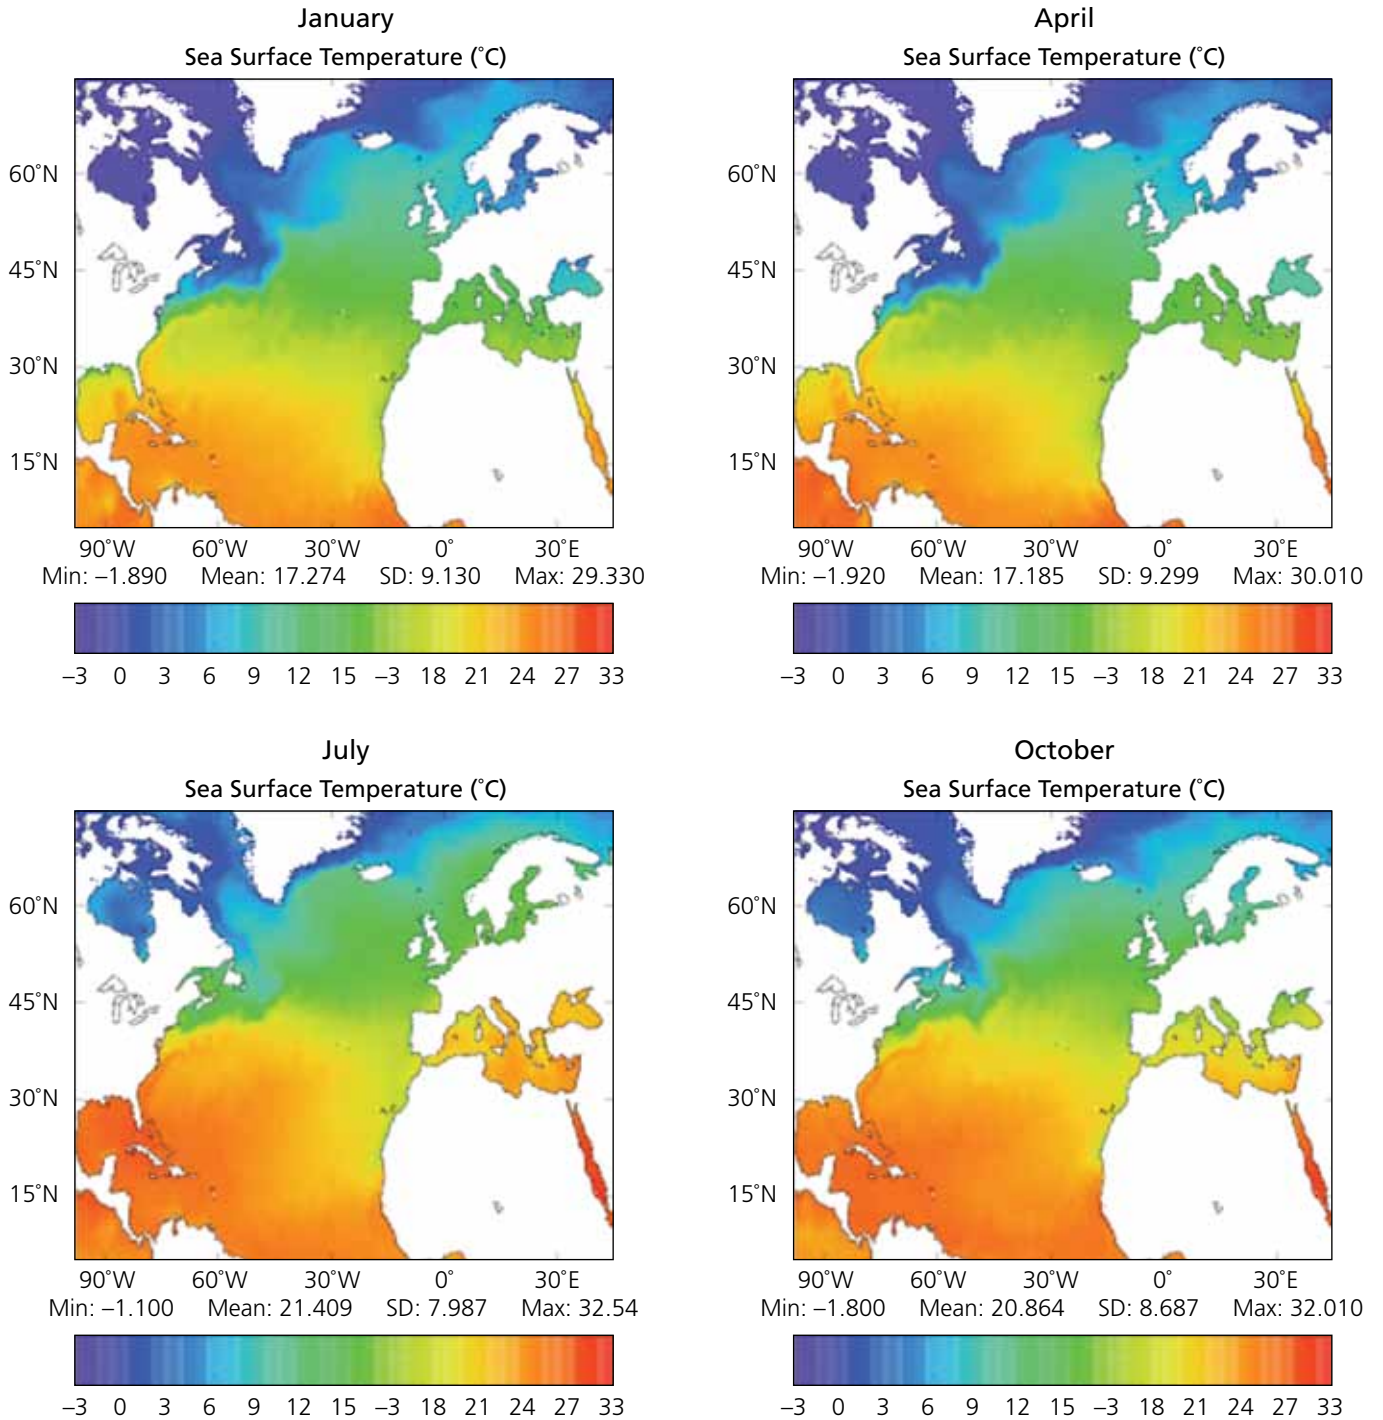 January
Sea Surface Temperature (˚C)
60˚N
45˚N
30˚N
15˚N
90˚W 60˚W 30˚W 0˚ 30˚E
Min: –1.890 Mean: 17.274 SD: 9.130 Max: 29.330
–3 0 3 6 9 12 15 –3 18 21 24 27 33
April
Sea Surface Temperature (˚C)
60˚N
45˚N
30˚N
15˚N
90˚W 60˚W 30˚W 0˚ 30˚E
Min: –1.920 Mean: 17.185 SD: 9.299 Max: 30.010
–3 0 3 6 9 12 15 –3 18 21 24 27 33
July
Sea Surface Temperature (˚C)
60˚N
45˚N
30˚N
15˚N
90˚W 60˚W 30˚W 0˚ 30˚E
Min: –1.100 Mean: 21.409 SD: 7.987 Max: 32.54
–3 0 3 6 9 12 15 –3 18 21 24 27 33
October
Sea Surface Temperature (˚C)
60˚N
45˚N
30˚N
15˚N
90˚W 60˚W 30˚W 0˚ 30˚E
Min: –1.800 Mean: 20.864 SD: 8.687 Max: 32.010
–3 0 3 6 9 12 15 –3 18 21 24 27 33